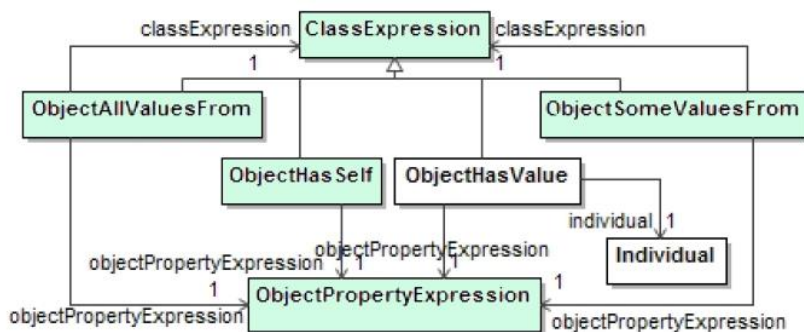 classExpression
ClassExpression
classExpression
1
1
ObjectAllValuesFrom
ObjectSomeValuesFrom
ObjectHasSelf
ObjectHasValue
individual
1
Individual
objectPropertyExpression
objectPropertyExpression
1
1
1
1
ObjectPropertyExpression
objectPropertyExpression
objectPropertyExpression